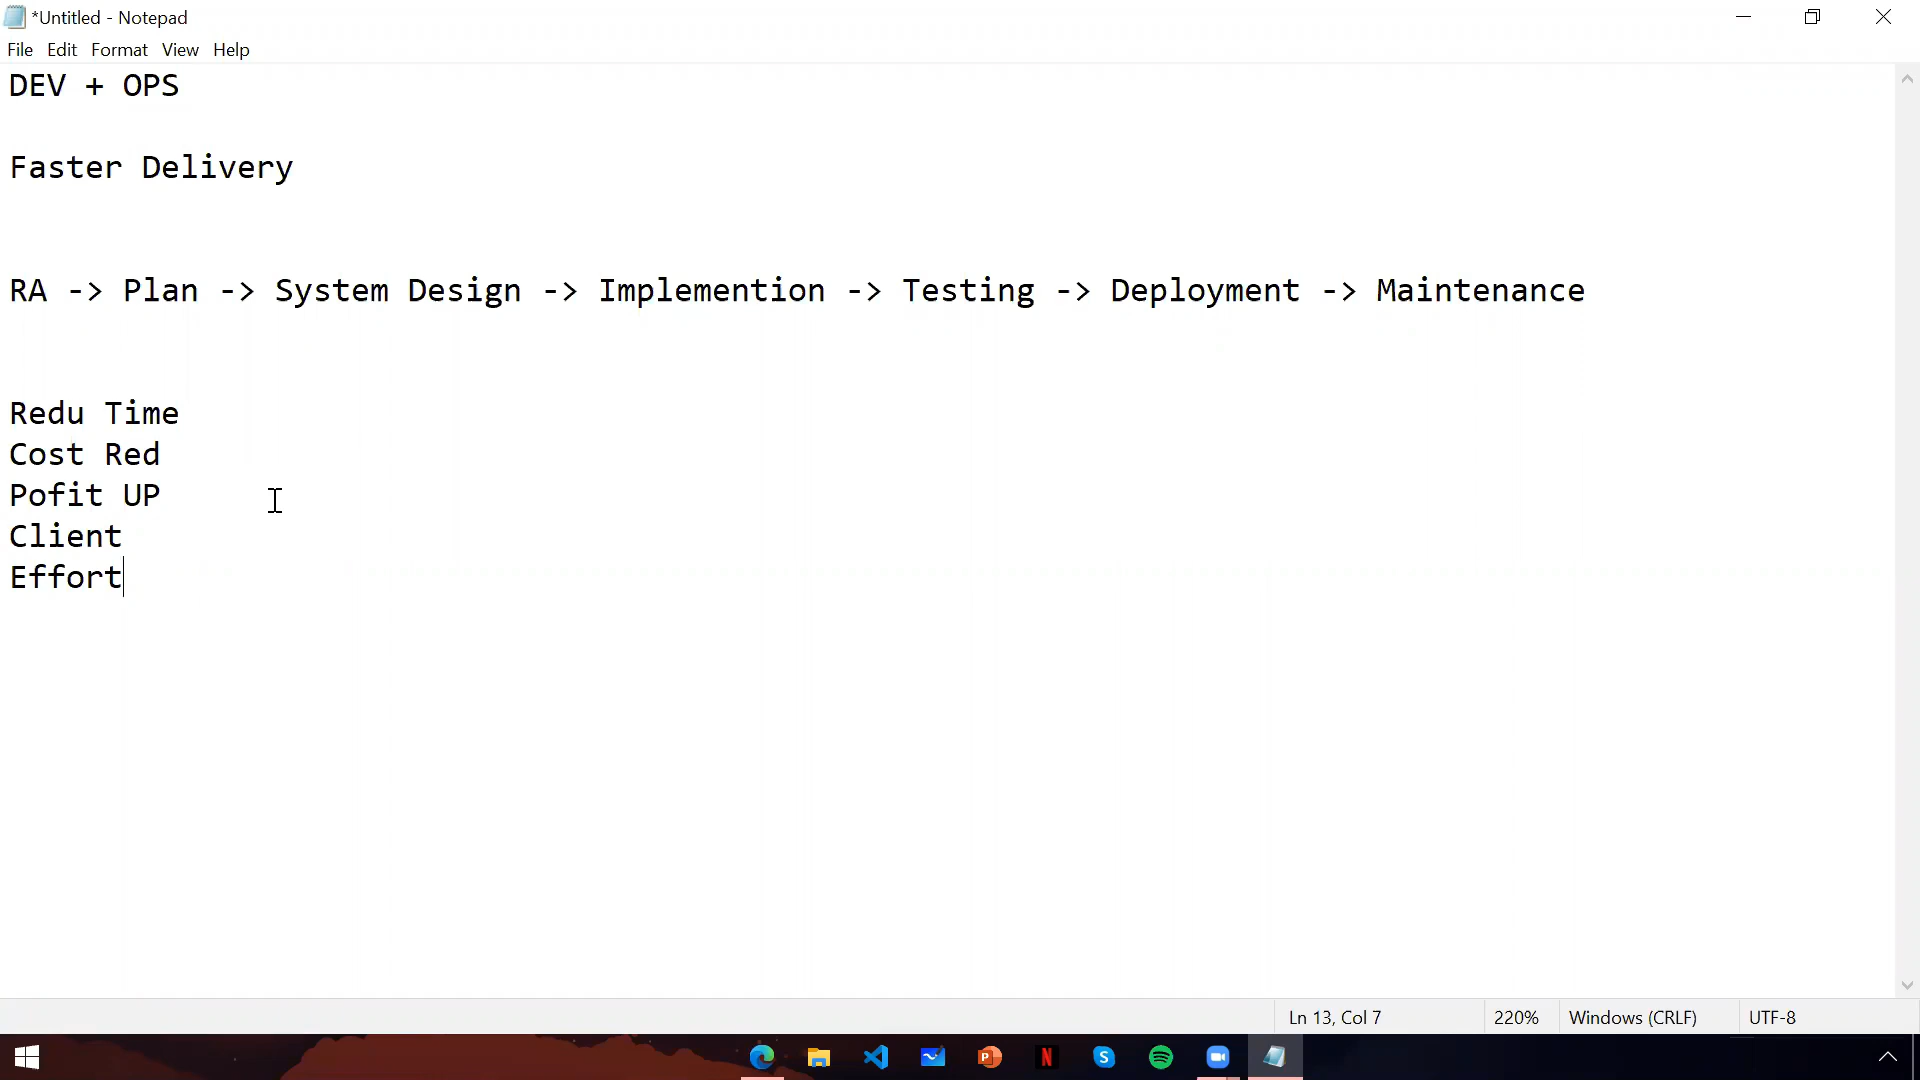 *Untitled - Notepad
File Edit Format View Help
DEV + OPS
Faster Delivery
RA -> Plan -> System Design -> Implemention -> Testing -> Deployment -> Maintenance
Redu Time
Cost Red
Pofit UP
Client
Effort
Ln 13, Col 7 220% Windows (CRLF) UTF-8